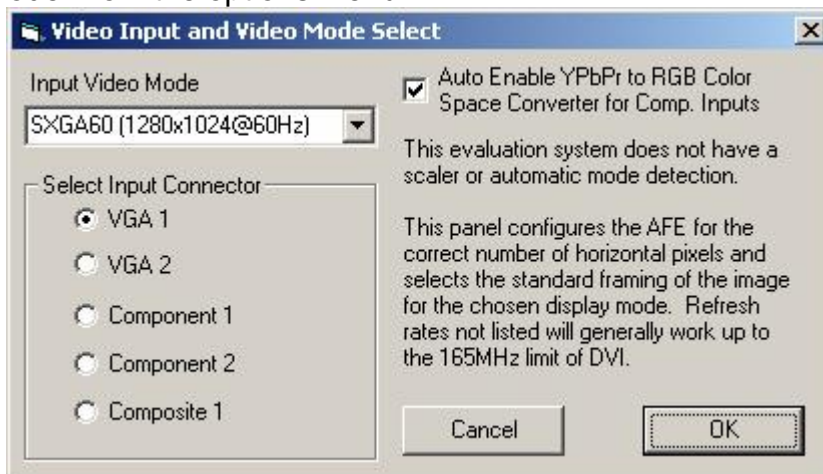 Video Input and Video Mode Select
Input Video Mode
SXGA60 (1280x1024@60Hz)
Select Input Connector
VGA 1
VGA 2
Component 1
Component 2
Composite 1
Auto Enable YPbPr to RGB Color
Space Converter for Comp. Inputs
This evaluation system does not have a
scaler or automatic mode detection.
This panel configures the AFE for the
correct number of horizontal pixels and
selects the standard framing of the image
for the chosen display mode.  Refresh
rates not listed will generally work up to
the 165MHz limit of DVI.
Cancel
OK